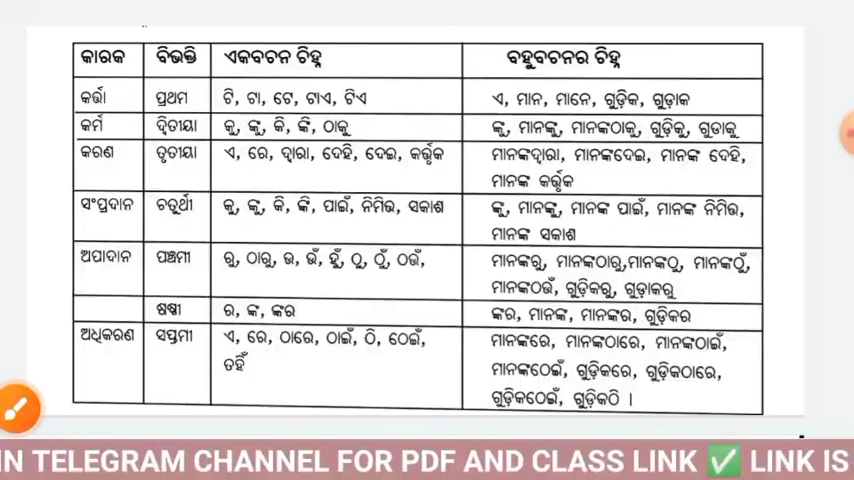 କାରକ ବିଭକ୍ତି ଏକବଚନ ଚିହ୍ନ ବହୁବଚନର ଚିହ୍ନ
କର୍ତ୍ତା ପ୍ରଥମ ଟି, ଟା, ଟେ, ଟାଏ, ଟିଏ ଏ, ମାନ, ମାନେ, ଗୁଡ଼ିକ, ଗୁଡ଼ାକ
କର୍ମ ଦ୍ୱିତୀୟା କୁ, ଙ୍କୁ, କି, ଙ୍କି, ଠାକୁ ଙ୍କୁ, ମାନଙ୍କୁ, ମାନଙ୍କଠାକୁ, ଗୁଡ଼ିକୁ, ଗୁଡାକୁ
କରଣ ତୃତୀୟା ଏ, ରେ, ଦ୍ୱାରା, ଦେହି, ଦେଇ, କର୍ତ୍ତୃକ ମାନଙ୍କଦ୍ୱାରା, ମାନଙ୍କଦେଇ, ମାନଙ୍କ ଦେହି,
ମାନଙ୍କ କର୍ତ୍ତୃକ
ସଂପ୍ରଦାନ ଚତୁର୍ଥୀ କୁ, ଙ୍କୁ, କି, ଙ୍କି, ପାଇଁ, ନିମିତ୍ତ, ସକାଶ ଙ୍କୁ, ମାନଙ୍କୁ, ମାନଙ୍କ ପାଇଁ, ମାନଙ୍କ ନିମିତ୍ତ,
ମାନଙ୍କ ସକାଶ
ଅପାଦାନ ପଞ୍ଚମୀ ରୁ, ଠାରୁ, ଉ, ଉଁ, ହୁଁ, ଠୁ, ଠୁଁ, ଠଉଁ, ମାନଙ୍କରୁ, ମାନଙ୍କଠାରୁ,ମାନଙ୍କଠୁ, ମାନଙ୍କଠୁଁ,
ମାନଙ୍କଠଉଁ, ଗୁଡ଼ିକରୁ, ଗୁଡ଼ାକରୁ
ଷଷ୍ଠୀ ର, ଙ୍କ, ଙ୍କର ଙ୍କର, ମାନଙ୍କ, ମାନଙ୍କର, ଗୁଡ଼ିକର
ଅଧିକରଣ ସପ୍ତମୀ ଏ, ରେ, ଠାରେ, ଠାଇଁ, ଠି, ଠେଇଁ, ମାନଙ୍କରେ, ମାନଙ୍କଠାରେ, ମାନଙ୍କଠାଇଁ,
ତହିଁ ମାନଙ୍କଠେଇଁ, ଗୁଡ଼ିକରେ, ଗୁଡ଼ିକଠାରେ,
ଗୁଡ଼ିକଠେଇଁ, ଗୁଡ଼ିକଠି ।
IN TELEGRAM CHANNEL FOR PDF AND CLASS LINK ✅ LINK IS